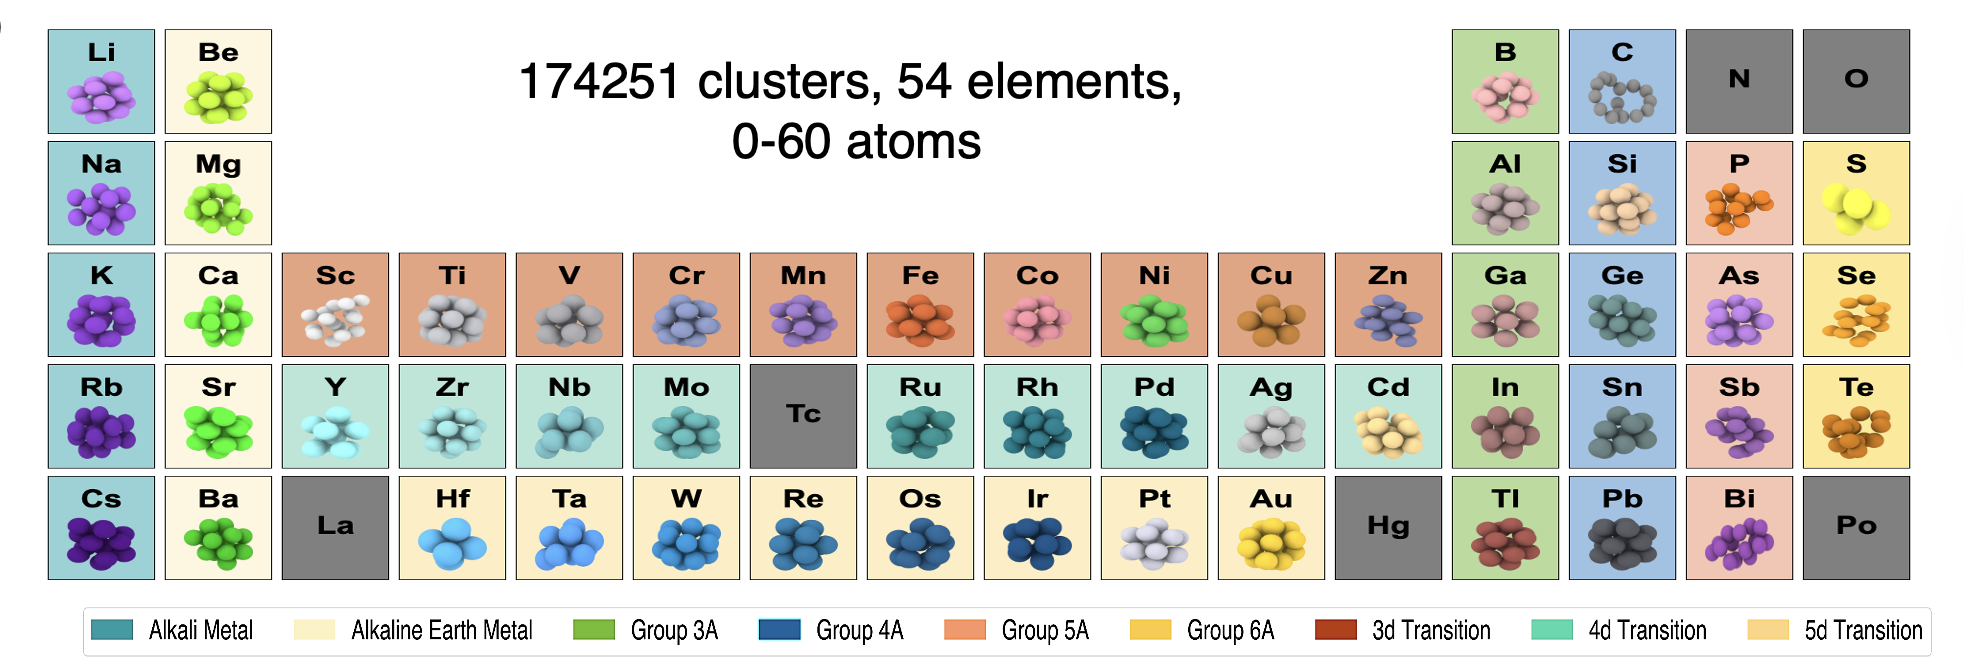 Li Be B C N O
174251 clusters, 54 elements,
0-60 atoms
Na Mg Al Si P S
K Ca Sc Ti V Cr Mn Fe Co Ni Cu Zn Ga Ge As Se
Rb Sr Y Zr Nb Mo Tc Ru Rh Pd Ag Cd In Sn Sb Te
Cs Ba La Hf Ta W Re Os Ir Pt Au Hg Tl Pb Bi Po
Alkali Metal Alkaline Earth Metal Group 3A Group 4A Group 5A Group 6A 3d Transition 4d Transition 5d Transition